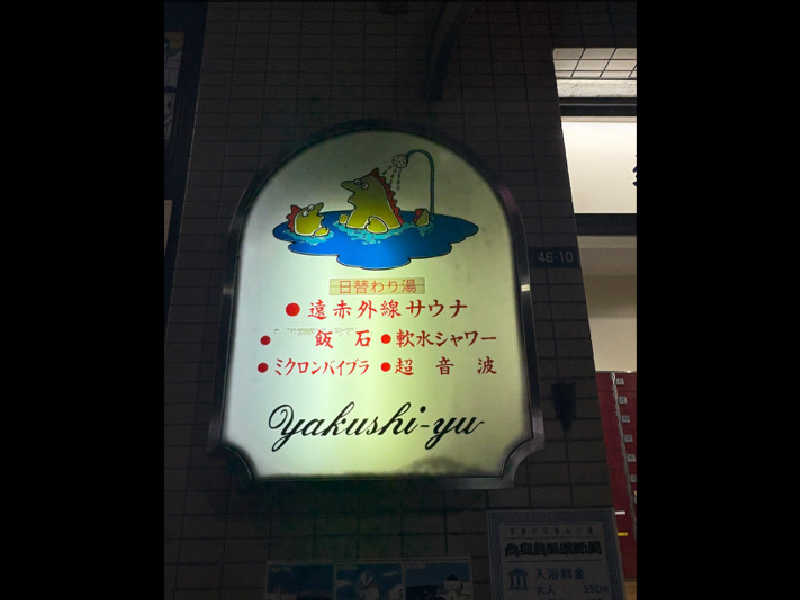 日替わり湯
●遠赤外線サウナ
● 飯石 ●軟水シャワー
●ミクロンバイブラ ●超音波
yakushi-yu
46-10
入浴料金
大人